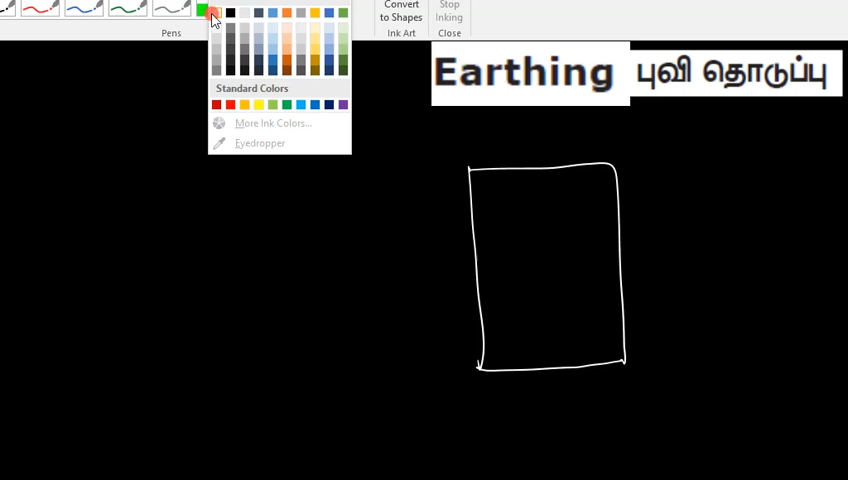 Convert
to Shapes
Stop
Inking
Pens
Ink Art
Close
Earthing
புவி தொடுப்பு
Standard Colors
More Ink Colors...
Eyedropper